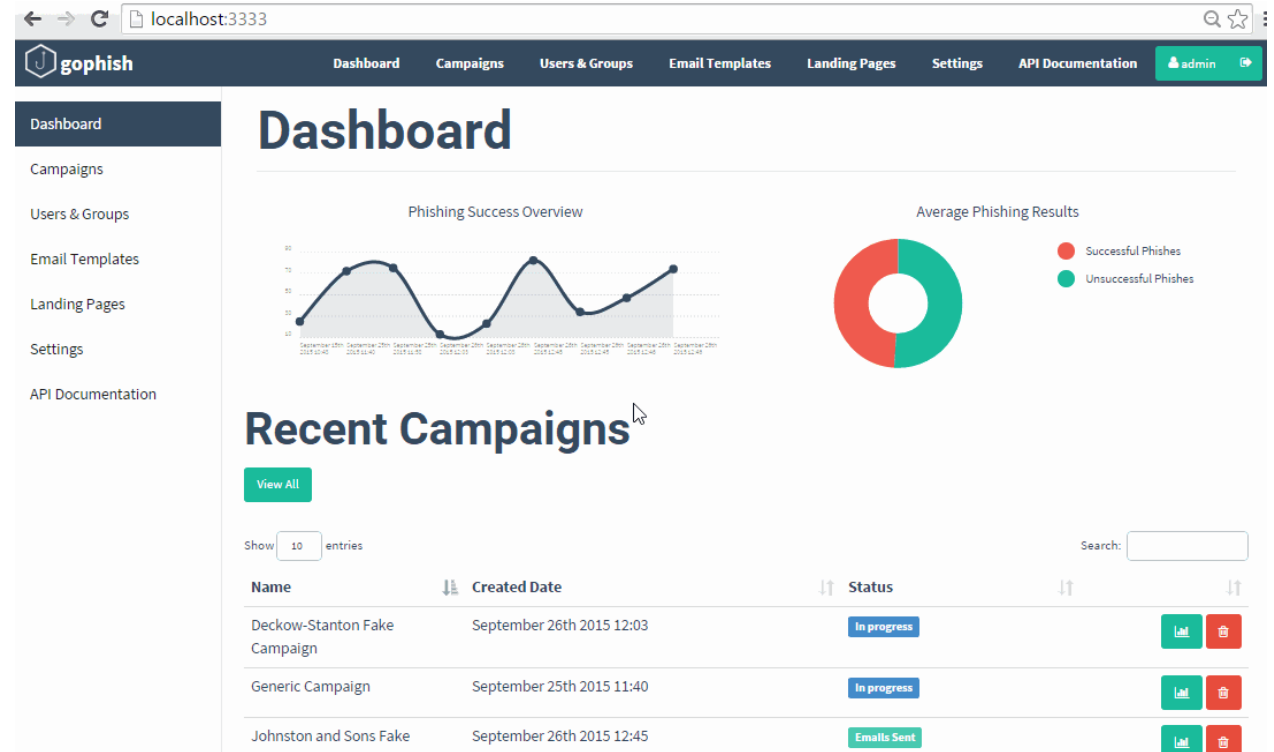 localhost:3333
gophish Dashboard Campaigns Users & Groups Email Templates Landing Pages Settings API Documentation admin
Dashboard
Campaigns
Users & Groups
Email Templates
Landing Pages
Settings
API Documentation
Dashboard
Phishing Success Overview
Average Phishing Results
Successful Phishes
Unsuccessful Phishes
Recent Campaigns
View All
Show 10 entries
Search:
Name Created Date Status
Deckow-Stanton Fake
Campaign
September 26th 2015 12:03
In progress
Generic Campaign
September 25th 2015 11:40
In progress
Johnston and Sons Fake
September 26th 2015 12:45
Emails Sent